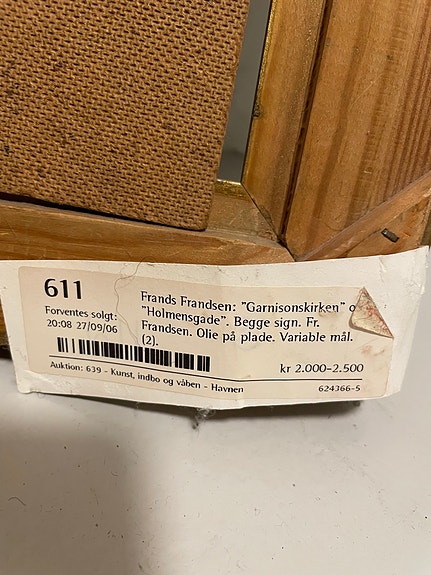 611
Forventes solgt:
20:08 27/09/06
Frands Frandsen: "Garnisonskirken"
"Holmensgade". Begge sign. Fr.
Frandsen. Olie på plade. Variable mål.
(2).
kr 2.000-2.500
Auktion: 639 - Kunst, indbo og våben - Havnen
624366-5